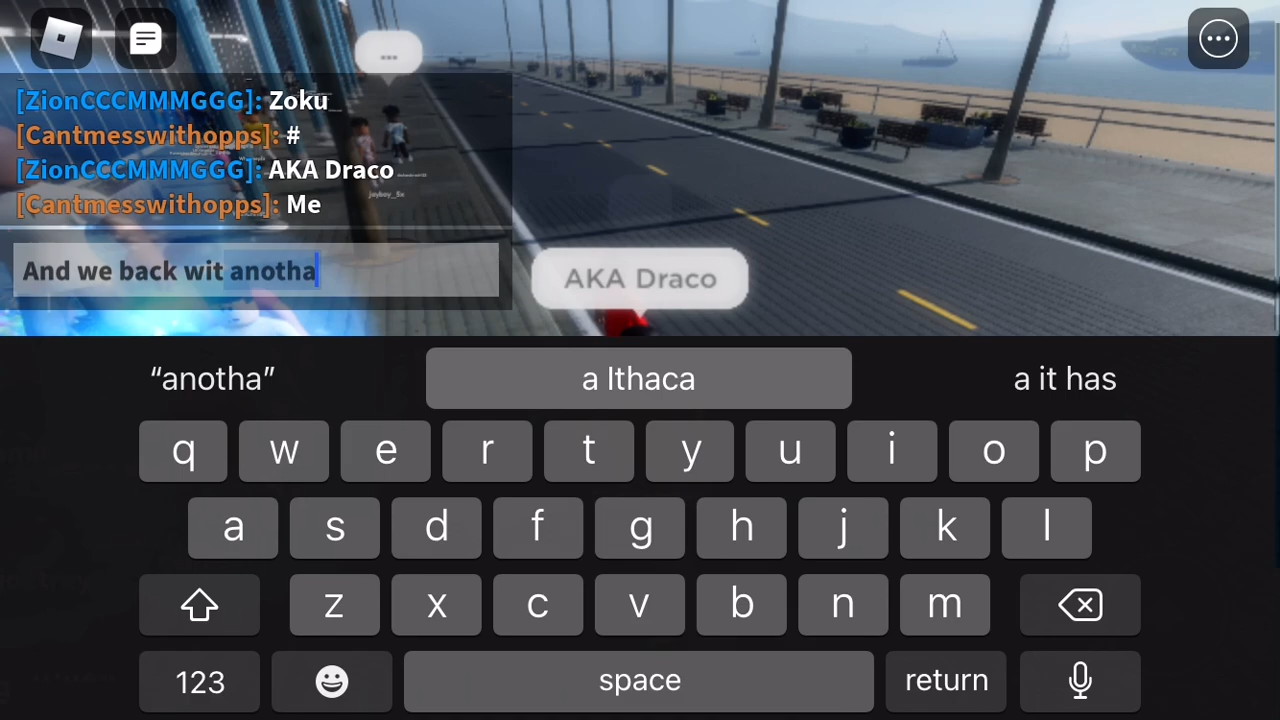 ...
[ZionCCCMMMGGG]: Zoku
[Cantmesswithopps]: #
[ZionCCCMMMGGG]: AKA Draco
[Cantmesswithopps]: Me
And we back wit anotha
AKA Draco
“anotha” a Ithaca a it has
q w e r t y u i o p
a s d f g h j k l
z x c v b n m
123 space return